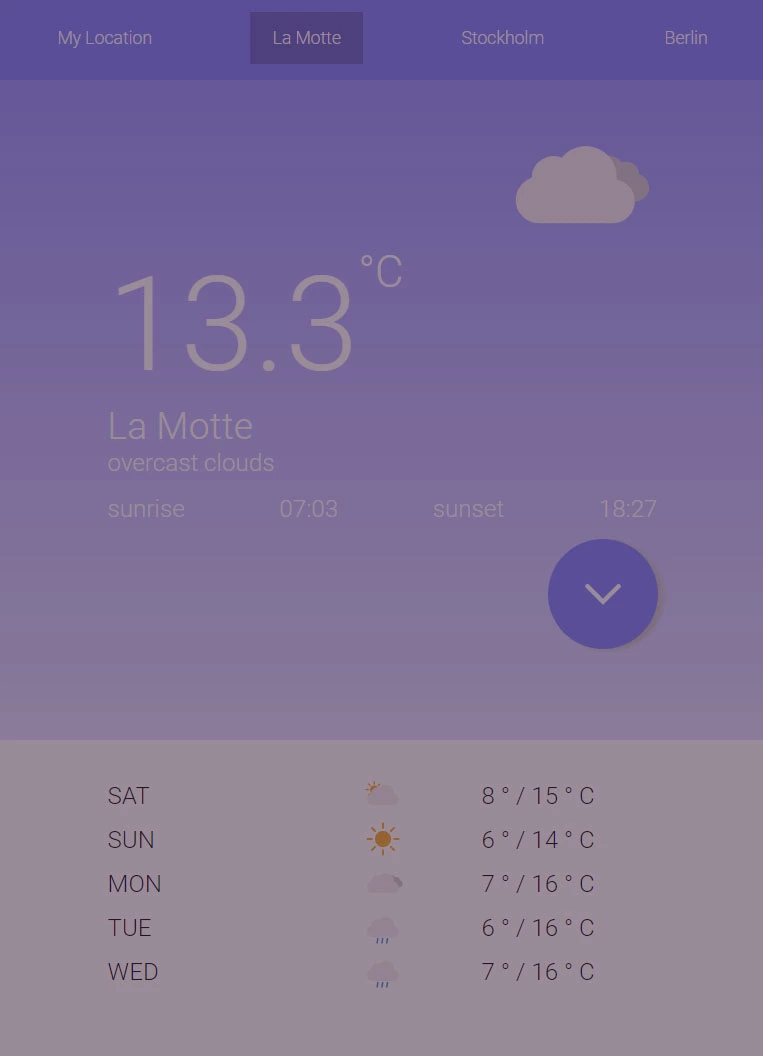 My Location La Motte Stockholm Berlin
13.3 °C
La Motte
overcast clouds
sunrise 07:03 sunset 18:27
SAT 8 ° / 15 ° C
SUN 6 ° / 14 ° C
MON 7 ° / 16 ° C
TUE 6 ° / 16 ° C
WED 7 ° / 16 ° C